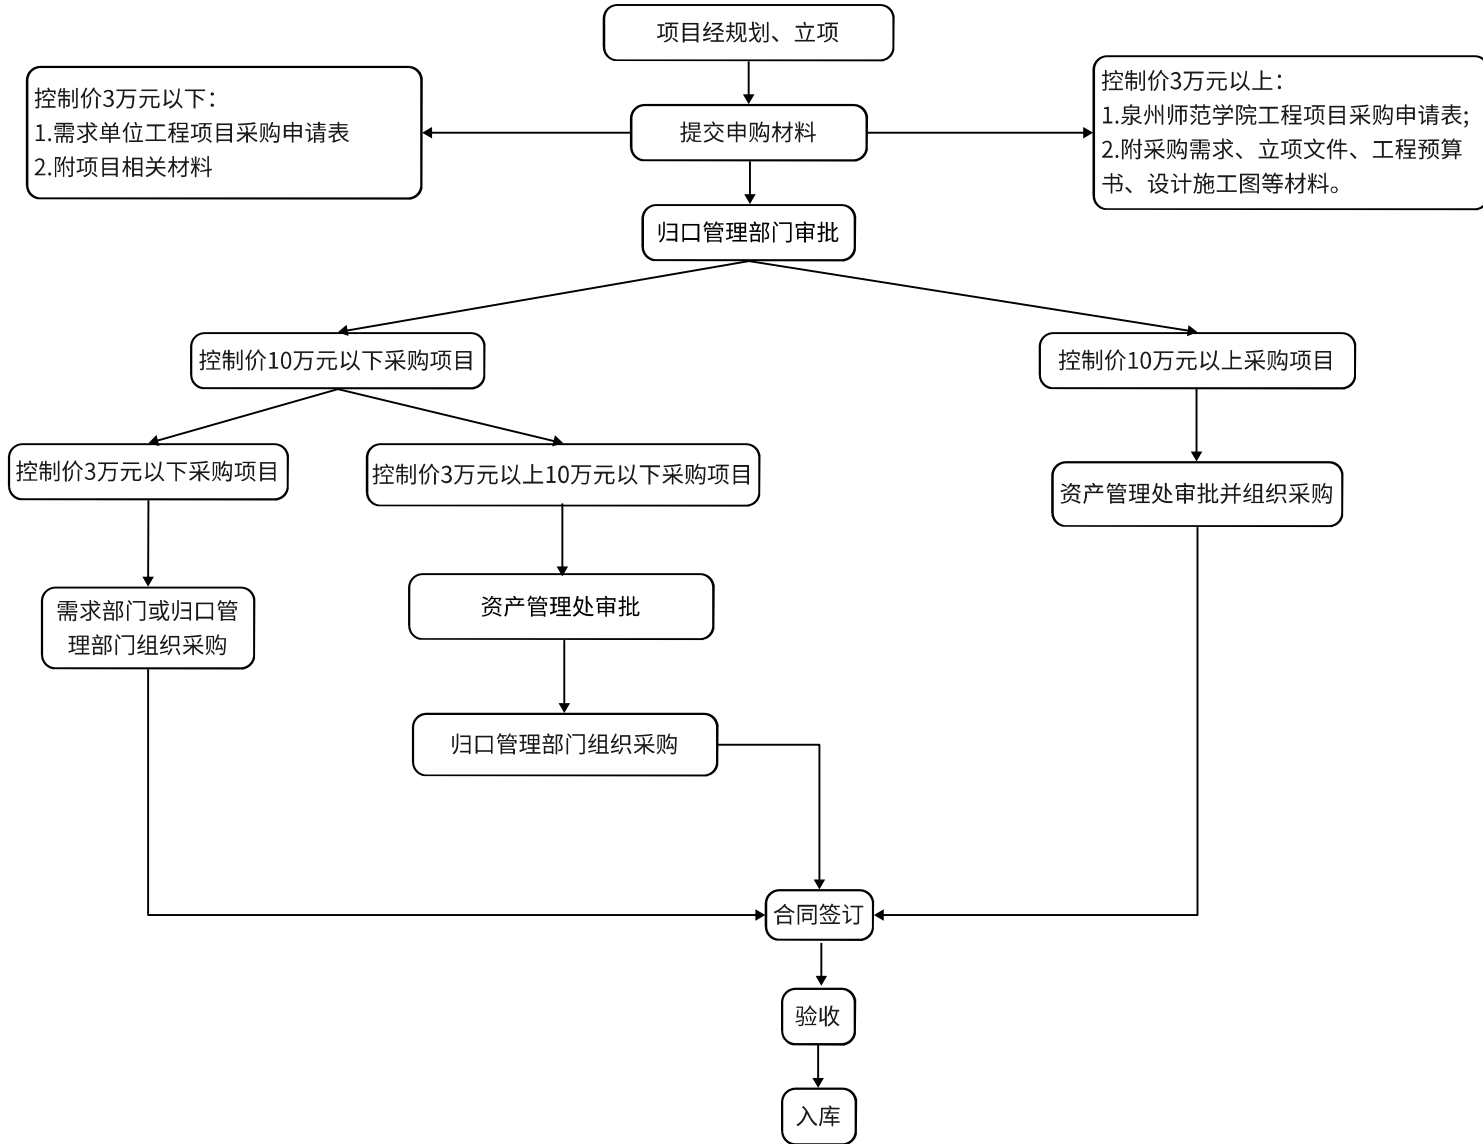 项目经规划、立项
控制价3万元以下：
1.需求单位工程项目采购申请表
2.附项目相关材料
提交申购材料
控制价3万元以上：
1.泉州师范学院工程项目采购申请表;
2.附采购需求、立项文件、工程预算
书、设计施工图等材料。
归口管理部门审批
控制价10万元以下采购项目
控制价10万元以上采购项目
控制价3万元以下采购项目
控制价3万元以上10万元以下采购项目
资产管理处审批并组织采购
需求部门或归口管
理部门组织采购
资产管理处审批
归口管理部门组织采购
合同签订
验收
入库